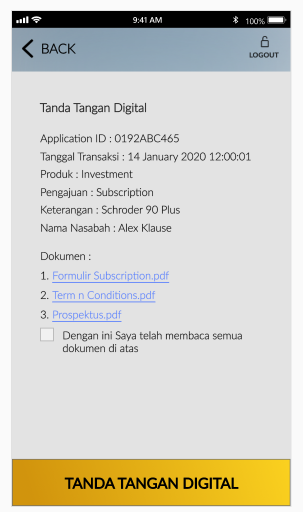 9:41 AM
100%
BACK
LOGOUT
Tanda Tangan Digital
Application ID : 0192ABC465
Tanggal Transaksi : 14 January 2020 12:00:01
Produk : Investment
Pengajuan : Subscription
Keterangan : Schroder 90 Plus
Nama Nasabah : Alex Klause
Dokumen :
1. Formulir Subscription.pdf
2. Term n Conditions.pdf
3. Prospektus.pdf
Dengan ini Saya telah membaca semua
dokumen di atas
TANDA TANGAN DIGITAL